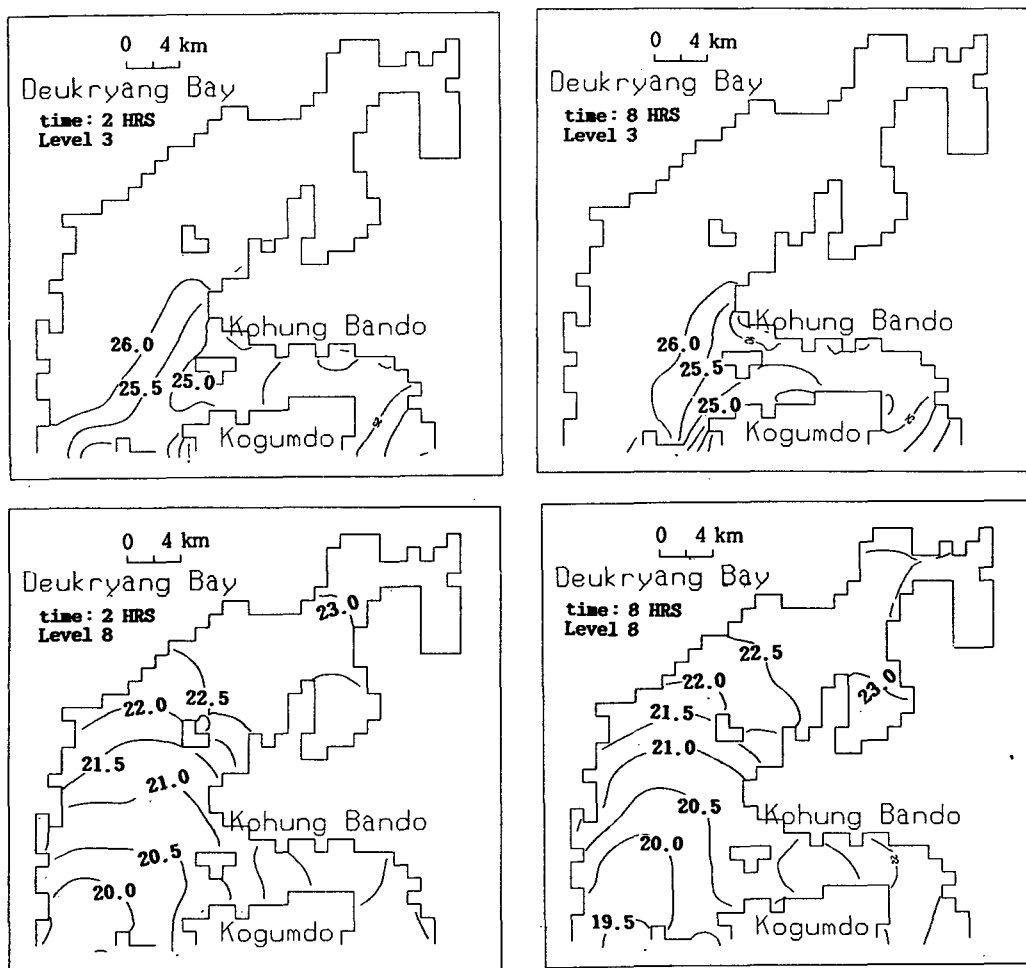 0 4 km
Deukryang Bay
time: 2 HRS
Level 3
Kohung Bando
26.0
25.5
25.0
Kogumdo
0 4 km
Deukryang Bay
time: 8 HRS
Level 3
Kohung Bando
26.0
25.5
25.0
25
Kogumdo
0 4 km
Deukryang Bay
time: 2 HRS
Level 8
23.0
22.5
22.0
21.5
21.0
Kohung Bando
20.5
20.0
Kogumdo
0 4 km
Deukryang Bay
time: 8 HRS
Level 8
22.5
22.0
23.0
21.5
21.0
20.5
Kohung Bando
20.0
22
19.5
Kogumdo